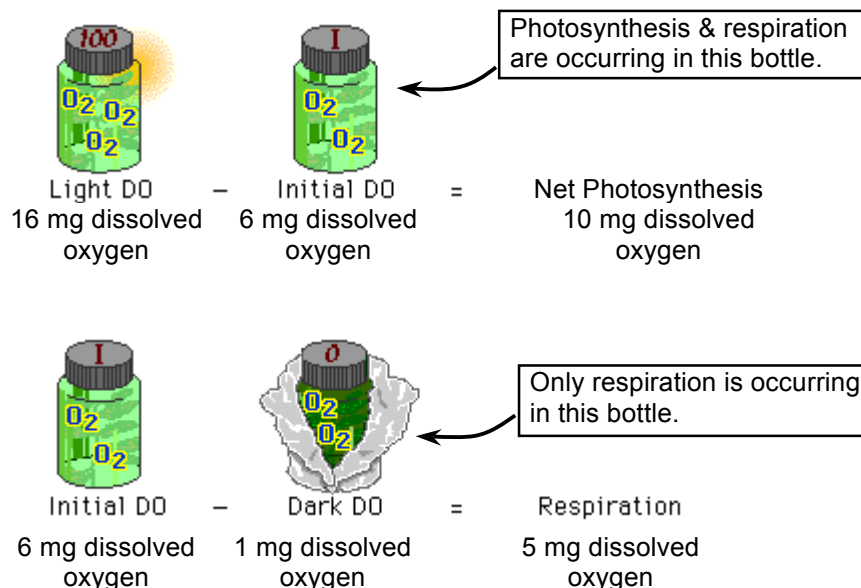 100
I
Photosynthesis & respiration
are occurring in this bottle.
O2
O2
O2
O2
O2
Light DO – Initial DO = Net Photosynthesis
16 mg dissolved 6 mg dissolved 10 mg dissolved
oxygen oxygen oxygen
I
0
Only respiration is occurring
in this bottle.
O2
O2
O2
O2
Initial DO – Dark DO = Respiration
6 mg dissolved 1 mg dissolved 5 mg dissolved
oxygen oxygen oxygen